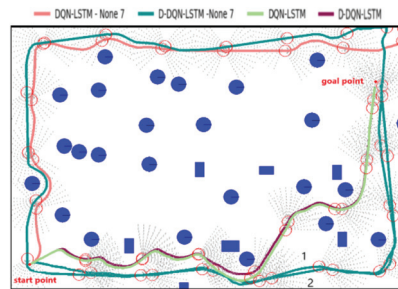 DQN-LSTM - None 7 D-DQN-LSTM -None 7 DQN-LSTM D-DQN-LSTM
goal point
1
start point
2